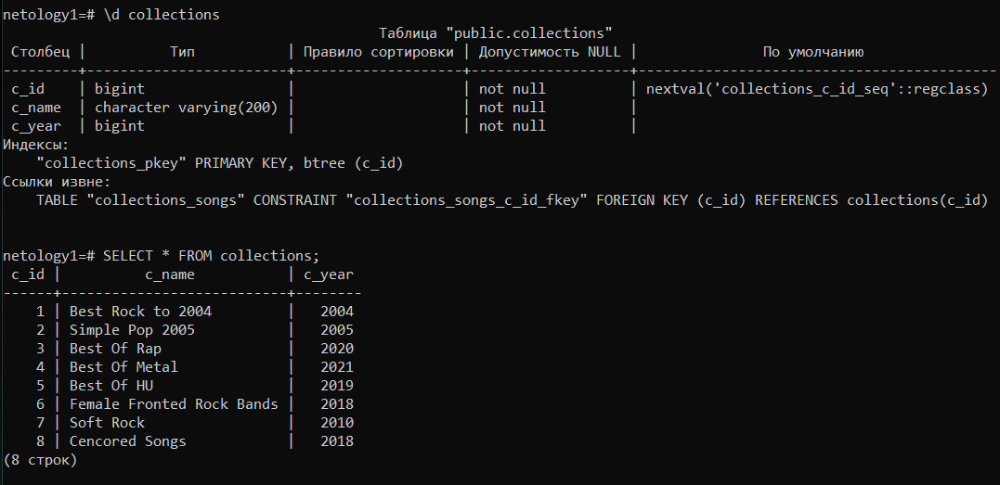 netology1=# \d collections
Таблица "public.collections"
Столбец | Тип | Правило сортировки | Допустимость NULL | По умолчанию
---------+------------------------+--------------------+-------------------+-------------------------------------------
c_id | bigint | | not null | nextval('collections_c_id_seq'::regclass)
c_name | character varying(200) | | not null |
c_year | bigint | | not null |
Индексы:
"collections_pkey" PRIMARY KEY, btree (c_id)
Ссылки извне:
TABLE "collections_songs" CONSTRAINT "collections_songs_c_id_fkey" FOREIGN KEY (c_id) REFERENCES collections(c_id)
netology1=# SELECT * FROM collections;
c_id | c_name | c_year
------+---------------------------+--------
1 | Best Rock to 2004 | 2004
2 | Simple Pop 2005 | 2005
3 | Best Of Rap | 2020
4 | Best Of Metal | 2021
5 | Best Of HU | 2019
6 | Female Fronted Rock Bands | 2018
7 | Soft Rock | 2010
8 | Cencored Songs | 2018
(8 строк)